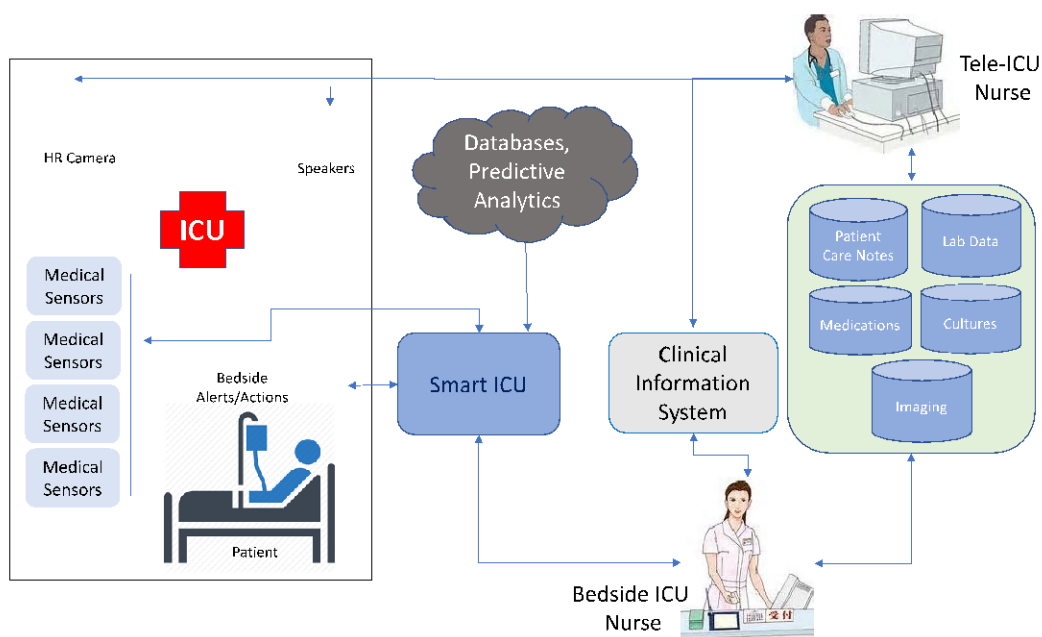 Tele-ICU
Nurse
HR Camera
Speakers
Databases,
Predictive
Analytics
ICU
Patient
Care Notes
Lab Data
Medications
Cultures
Imaging
Medical
Sensors
Medical
Sensors
Medical
Sensors
Medical
Sensors
Bedside
Alerts/Actions
Patient
Smart ICU
Clinical
Information
System
Bedside ICU
Nurse
受付